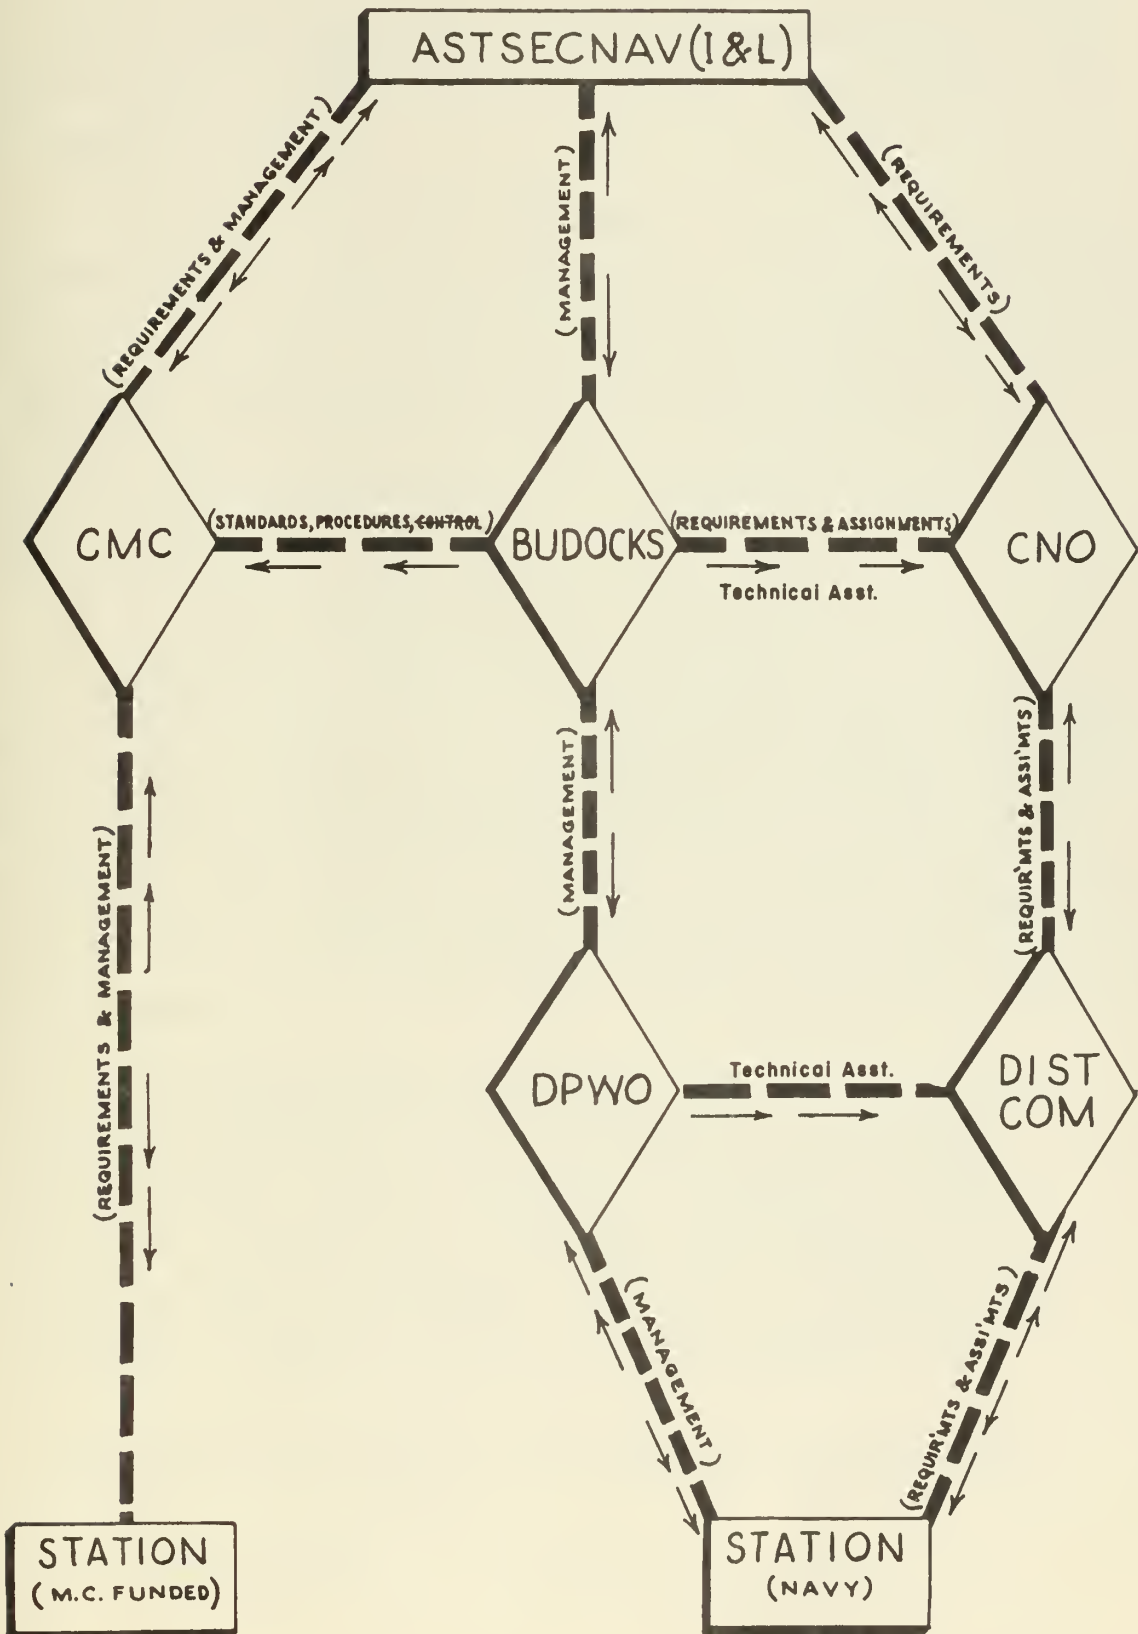 ASTSECNAV (I & L)
(REQUIREMENTS & MANAGEMENT)
(MANAGEMENT)
(REQUIREMENTS)
CMC
(STANDARDS, PROCEDURES, CONTROL)
BUDOCKS
(REQUIREMENTS & ASSIGNMENTS)
Technical Asst.
CNO
(REQUIREMENTS & MANAGEMENT)
(MANAGEMENT)
(REQUIR'MTS & ASSI'MTS)
DPWO
Technical Asst.
DIST
COM
(MANAGEMENT)
(REQUIR'MTS & ASSI'MTS)
STATION
(M.C. FUNDED)
STATION
(NAVY)